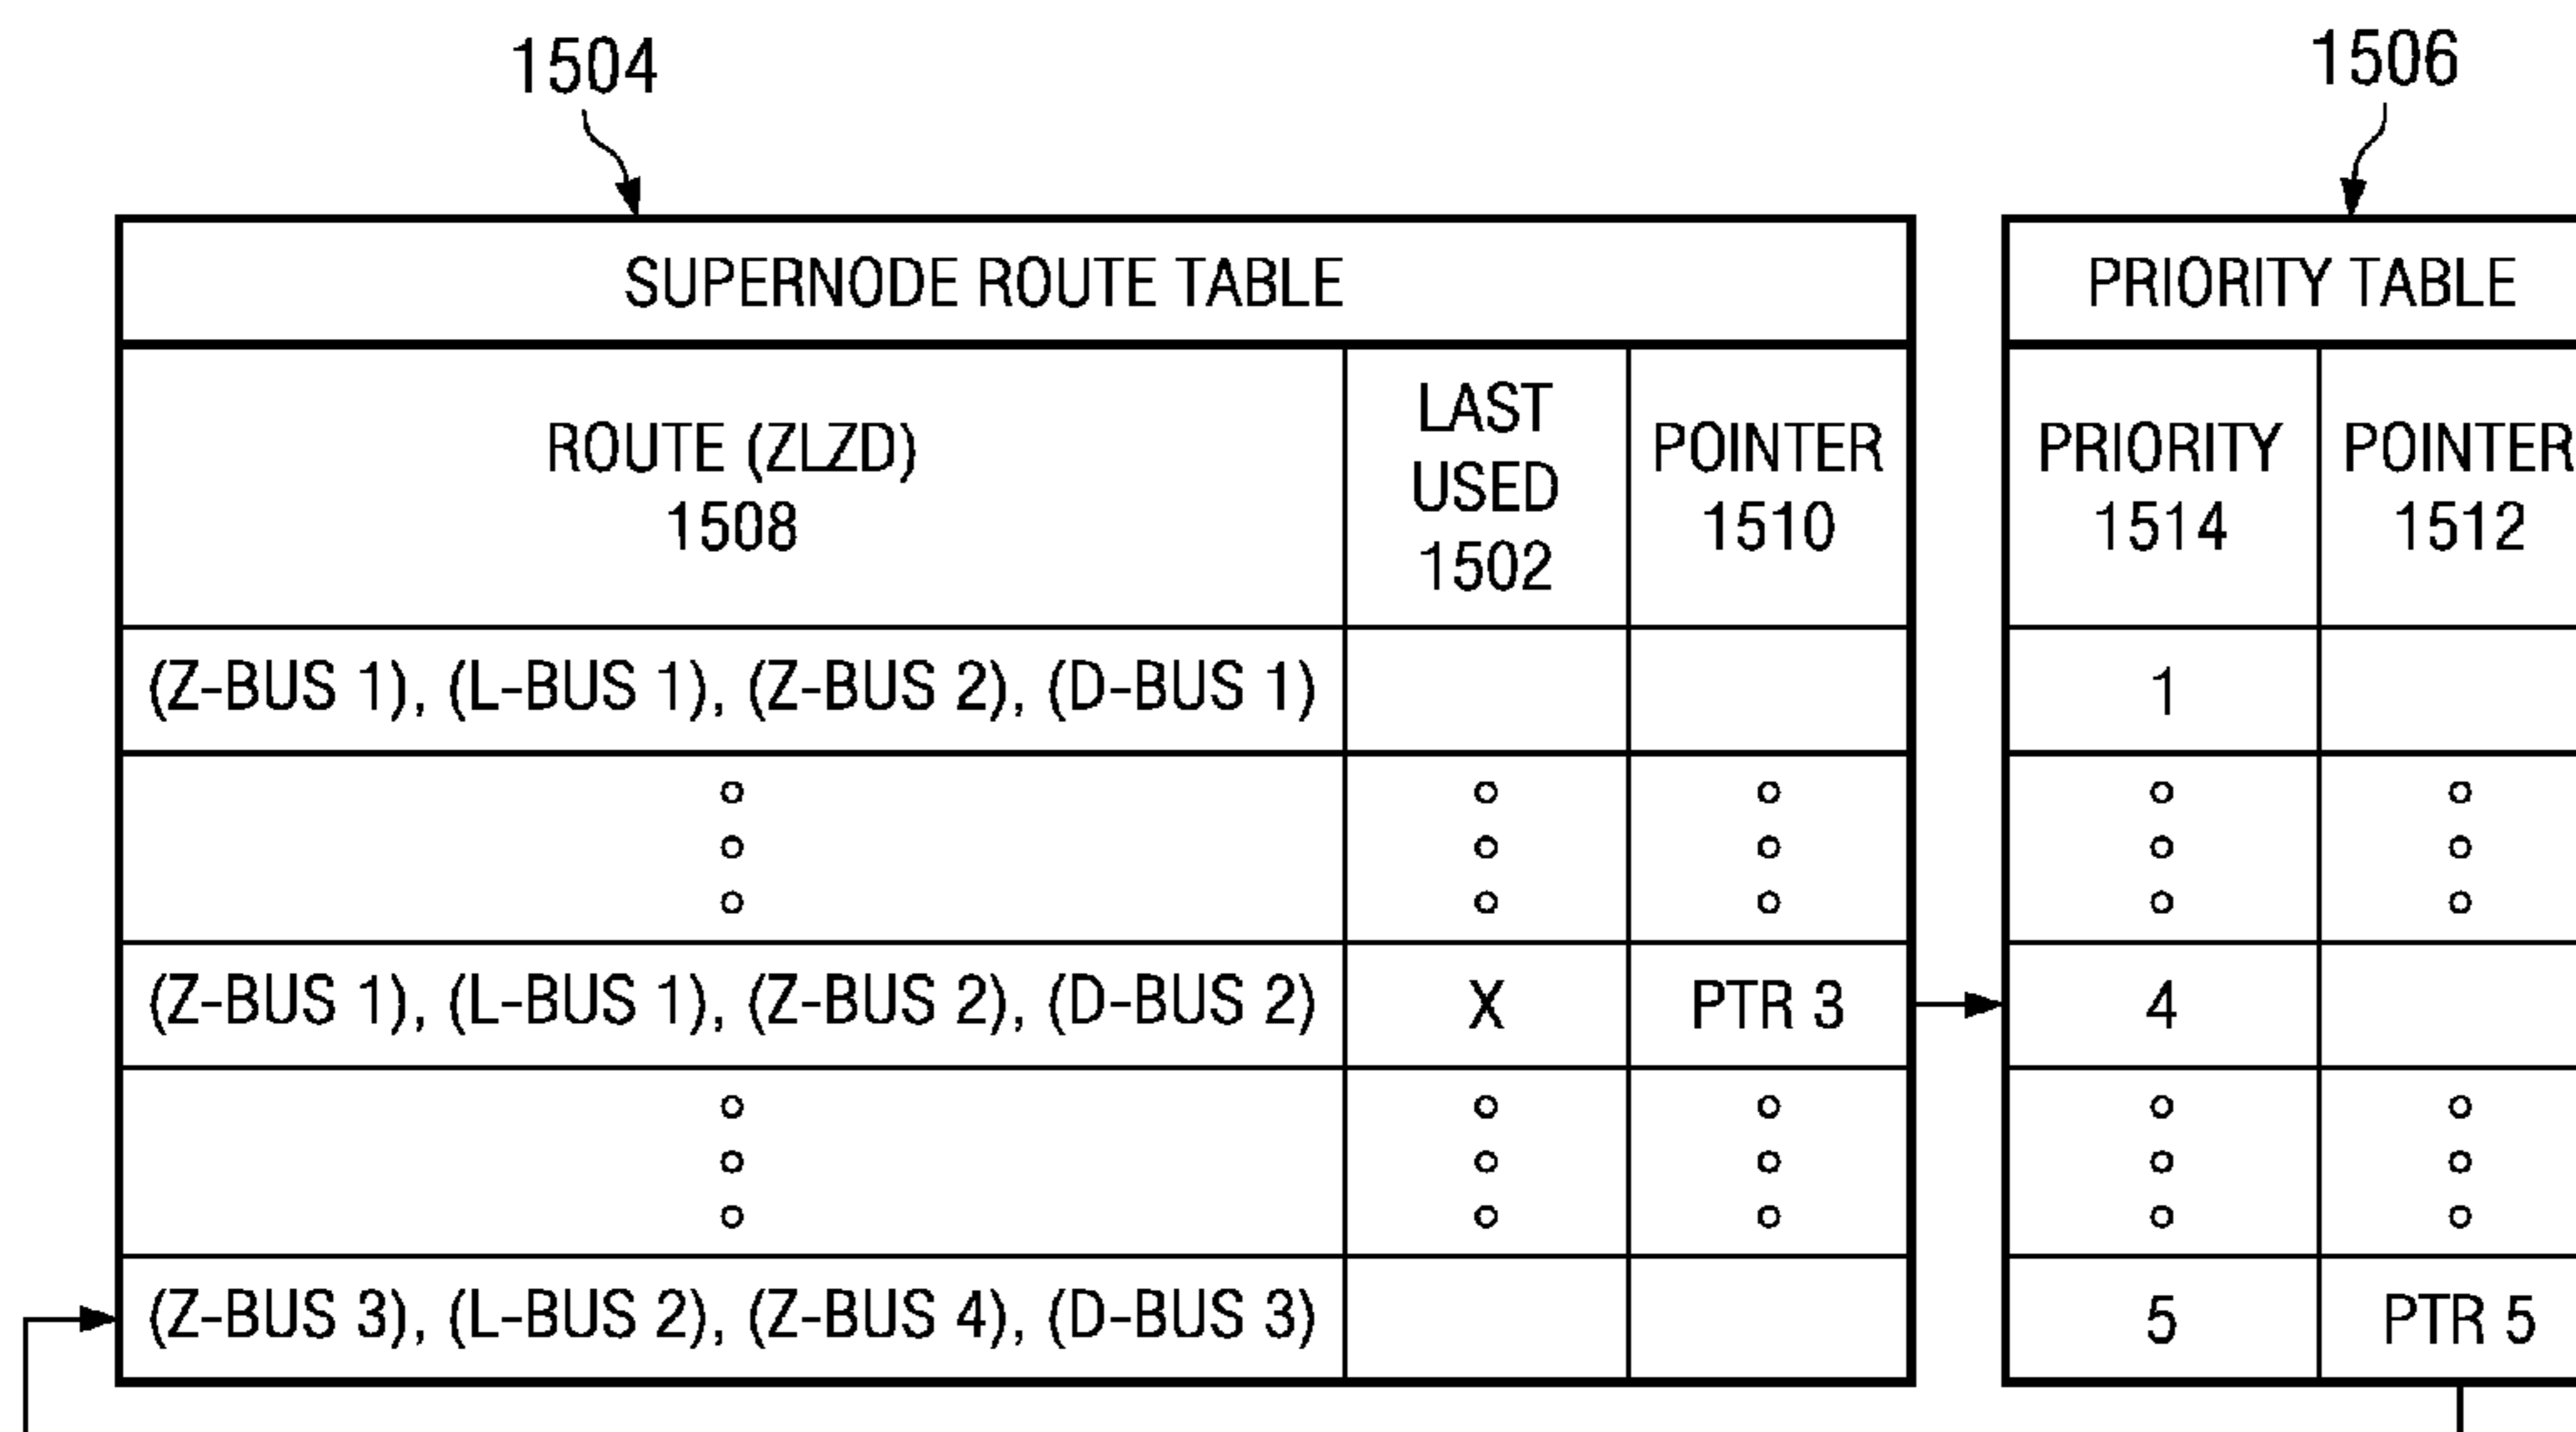 1504
1506
SUPERNODE ROUTE TABLE
PRIORITY TABLE
ROUTE (ZLZD)
1508
LAST
USED
1502
POINTER
1510
PRIORITY
1514
POINTER
1512
(Z-BUS 1), (L-BUS 1), (Z-BUS 2), (D-BUS 1)
1
(Z-BUS 1), (L-BUS 1), (Z-BUS 2), (D-BUS 2)
X
PTR 3
4
(Z-BUS 3), (L-BUS 2), (Z-BUS 4), (D-BUS 3)
5
PTR 5